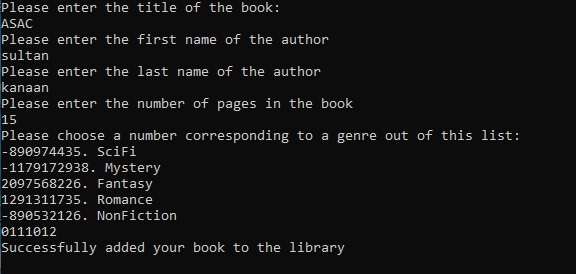 Please enter the title of the book:
ASAC
Please enter the first name of the author
sultan
Please enter the last name of the author
kanaan
Please enter the number of pages in the book
15
Please choose a number corresponding to a genre out of this list:
-890974435. SciFi
-1179172938. Mystery
2097568226. Fantasy
1291311735. Romance
-890532126. NonFiction
0111012
Successfully added your book to the library